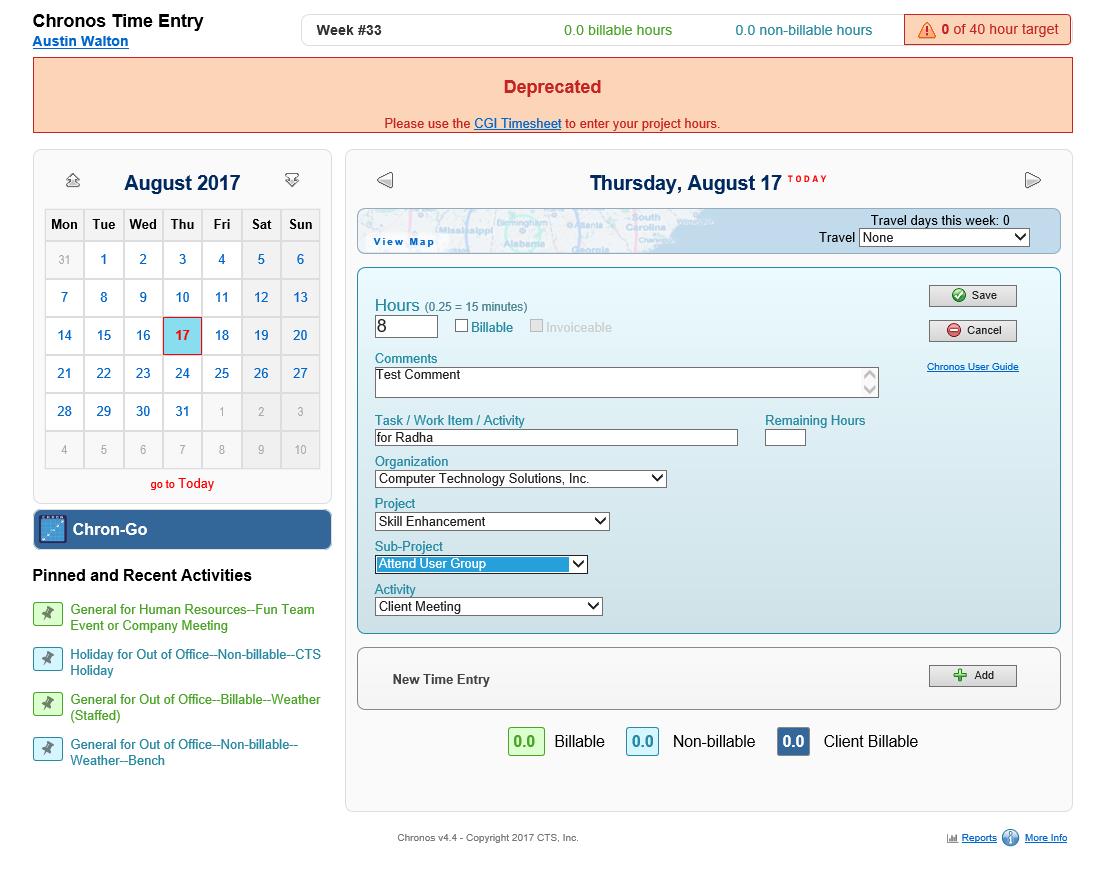 Chronos Time Entry
Austin Walton
Week #33
0.0 billable hours
0.0 non-billable hours
0 of 40 hour target
Deprecated
Please use the CGI Timesheet to enter your project hours.
August 2017
Mon Tue Wed Thu Fri Sat Sun
31 1 2 3 4 5 6
7 8 9 10 11 12 13
14 15 16 17 18 19 20
21 22 23 24 25 26 27
28 29 30 31 1 2 3
4 5 6 7 8 9 10
go to Today
Chron-Go
Pinned and Recent Activities
General for Human Resources--Fun Team
Event or Company Meeting
Holiday for Out of Office--Non-billable--CTS
Holiday
General for Out of Office--Billable--Weather
(Staffed)
General for Out of Office--Non-billable--
Weather--Bench
Thursday, August 17 TODAY
View Map
Mississippi
Birmingham
Alabama
Atlanta
Georgia
South
Carolina
Travel days this week: 0
Travel None
Hours (0.25 = 15 minutes)
8 Billable Invoiceable
Save
Cancel
Chronos User Guide
Comments
Test Comment
Task / Work Item / Activity
Remaining Hours
for Radha
Organization
Computer Technology Solutions, Inc.
Project
Skill Enhancement
Sub-Project
Attend User Group
Activity
Client Meeting
New Time Entry
Add
0.0 Billable 0.0 Non-billable 0.0 Client Billable
Chronos v4.4 - Copyright 2017 CTS, Inc.
Reports More Info